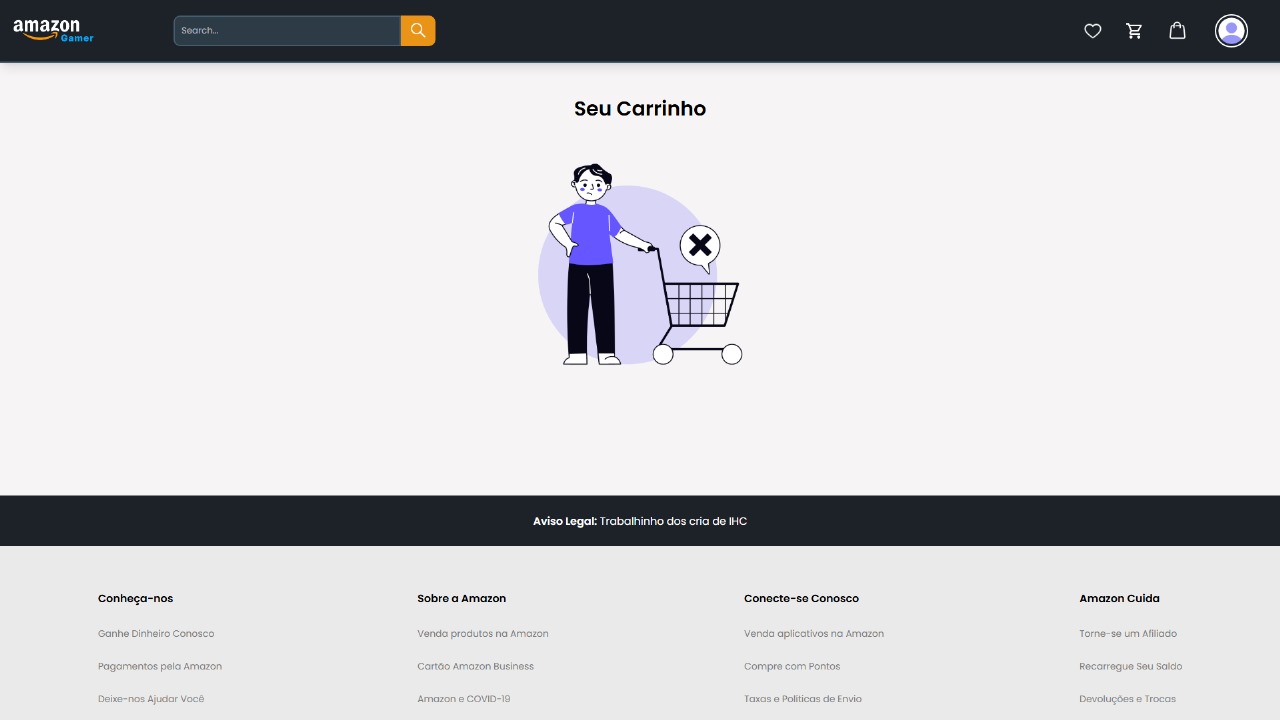 amazon
Gamer
Search...
Seu Carrinho
Aviso Legal: Trabalhinho dos cria de IHC
Conheça-nos
Ganhe Dinheiro Conosco
Pagamentos pela Amazon
Deixe-nos Ajudar Você
Sobre a Amazon
Venda produtos na Amazon
Cartão Amazon Business
Amazon e COVID-19
Conecte-se Conosco
Venda aplicativos na Amazon
Compre com Pontos
Taxas e Políticas de Envio
Amazon Cuida
Torne-se um Afiliado
Recarregue Seu Saldo
Devoluções e Trocas